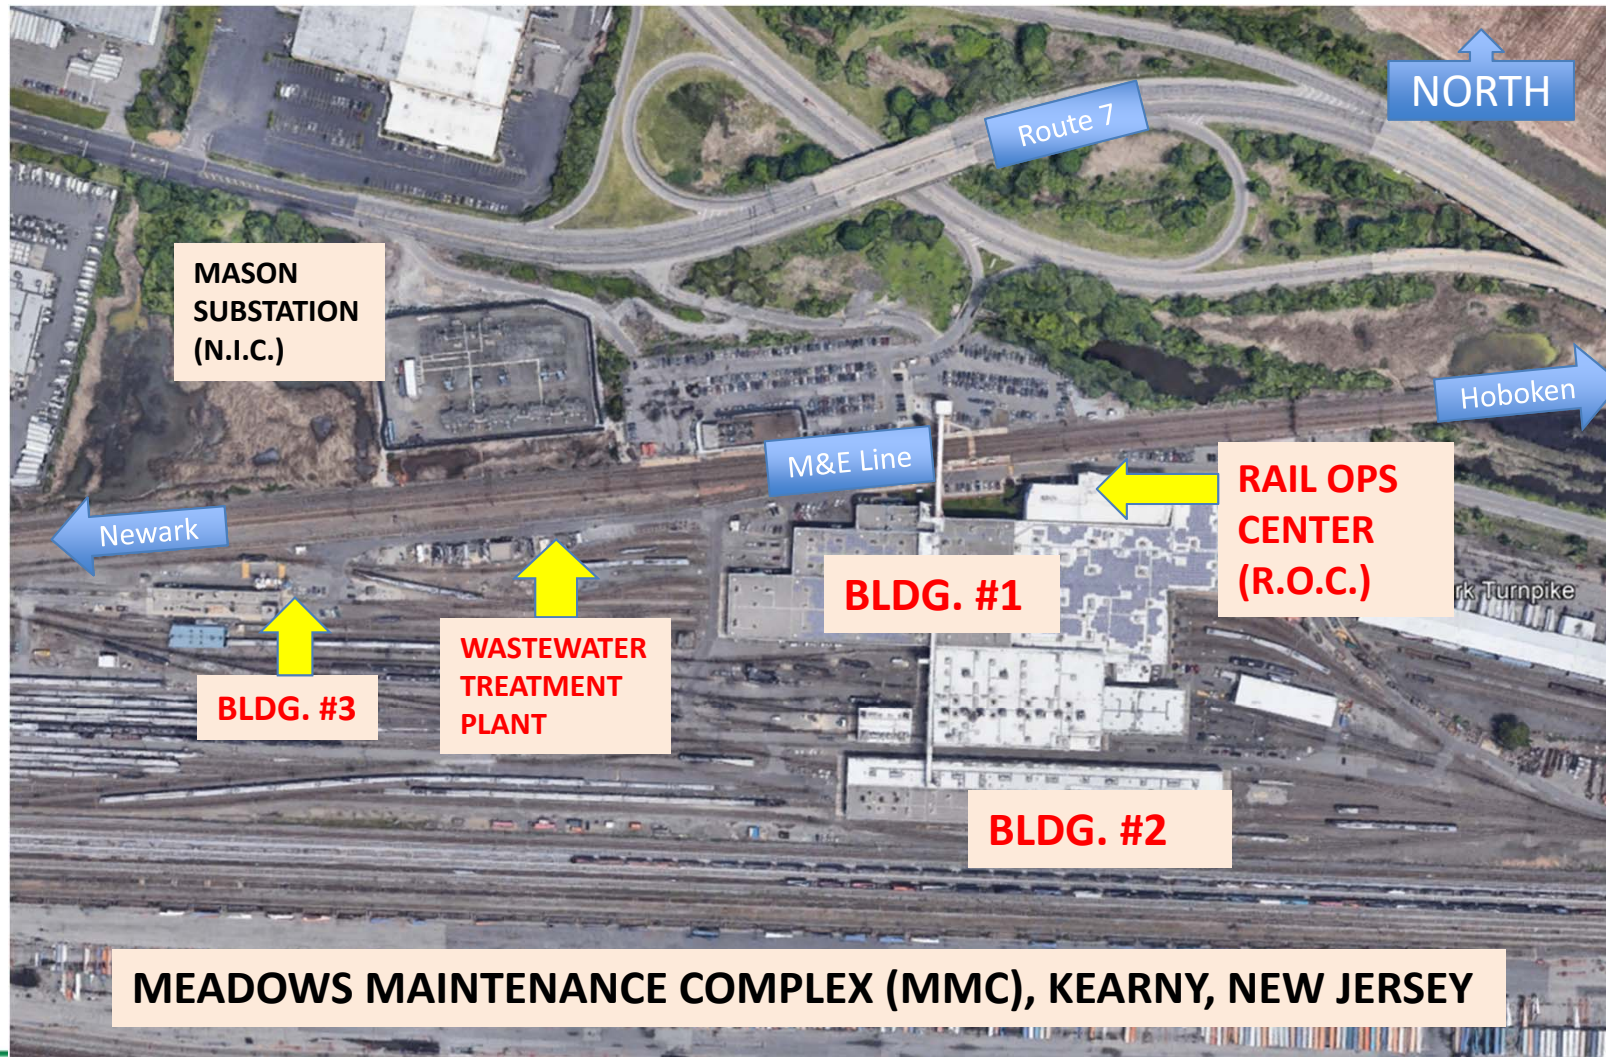 NORTH
Route 7
MASON
SUBSTATION
(N.I.C.)
Hoboken
M&E Line
Newark
RAIL OPS
CENTER
(R.O.C.)
BLDG. #1
rk Turnpike
WASTEWATER
TREATMENT
PLANT
BLDG. #3
BLDG. #2
MEADOWS MAINTENANCE COMPLEX (MMC), KEARNY, NEW JERSEY